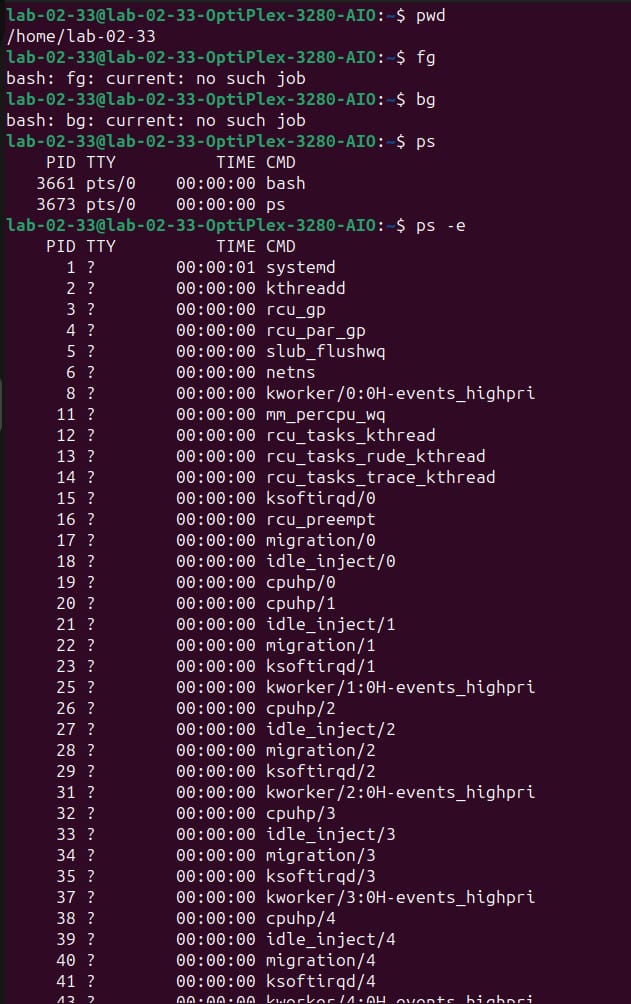 lab-02-33@lab-02-33-OptiPlex-3280-AIO:~$ pwd
/home/lab-02-33
lab-02-33@lab-02-33-OptiPlex-3280-AIO:~$ fg
bash: fg: current: no such job
lab-02-33@lab-02-33-OptiPlex-3280-AIO:~$ bg
bash: bg: current: no such job
lab-02-33@lab-02-33-OptiPlex-3280-AIO:~$ ps
    PID TTY          TIME CMD
   3661 pts/0    00:00:00 bash
   3673 pts/0    00:00:00 ps
lab-02-33@lab-02-33-OptiPlex-3280-AIO:~$ ps -e
    PID TTY          TIME CMD
      1 ?        00:00:01 systemd
      2 ?        00:00:00 kthreadd
      3 ?        00:00:00 rcu_gp
      4 ?        00:00:00 rcu_par_gp
      5 ?        00:00:00 slub_flushwq
      6 ?        00:00:00 netns
      8 ?        00:00:00 kworker/0:0H-events_highpri
     11 ?        00:00:00 mm_percpu_wq
     12 ?        00:00:00 rcu_tasks_kthread
     13 ?        00:00:00 rcu_tasks_rude_kthread
     14 ?        00:00:00 rcu_tasks_trace_kthread
     15 ?        00:00:00 ksoftirqd/0
     16 ?        00:00:00 rcu_preempt
     17 ?        00:00:00 migration/0
     18 ?        00:00:00 idle_inject/0
     19 ?        00:00:00 cpuhp/0
     20 ?        00:00:00 cpuhp/1
     21 ?        00:00:00 idle_inject/1
     22 ?        00:00:00 migration/1
     23 ?        00:00:00 ksoftirqd/1
     25 ?        00:00:00 kworker/1:0H-events_highpri
     26 ?        00:00:00 cpuhp/2
     27 ?        00:00:00 idle_inject/2
     28 ?        00:00:00 migration/2
     29 ?        00:00:00 ksoftirqd/2
     31 ?        00:00:00 kworker/2:0H-events_highpri
     32 ?        00:00:00 cpuhp/3
     33 ?        00:00:00 idle_inject/3
     34 ?        00:00:00 migration/3
     35 ?        00:00:00 ksoftirqd/3
     37 ?        00:00:00 kworker/3:0H-events_highpri
     38 ?        00:00:00 cpuhp/4
     39 ?        00:00:00 idle_inject/4
     40 ?        00:00:00 migration/4
     41 ?        00:00:00 ksoftirqd/4
     43 ?        00:00:00 kworker/4:0H-events_highpri